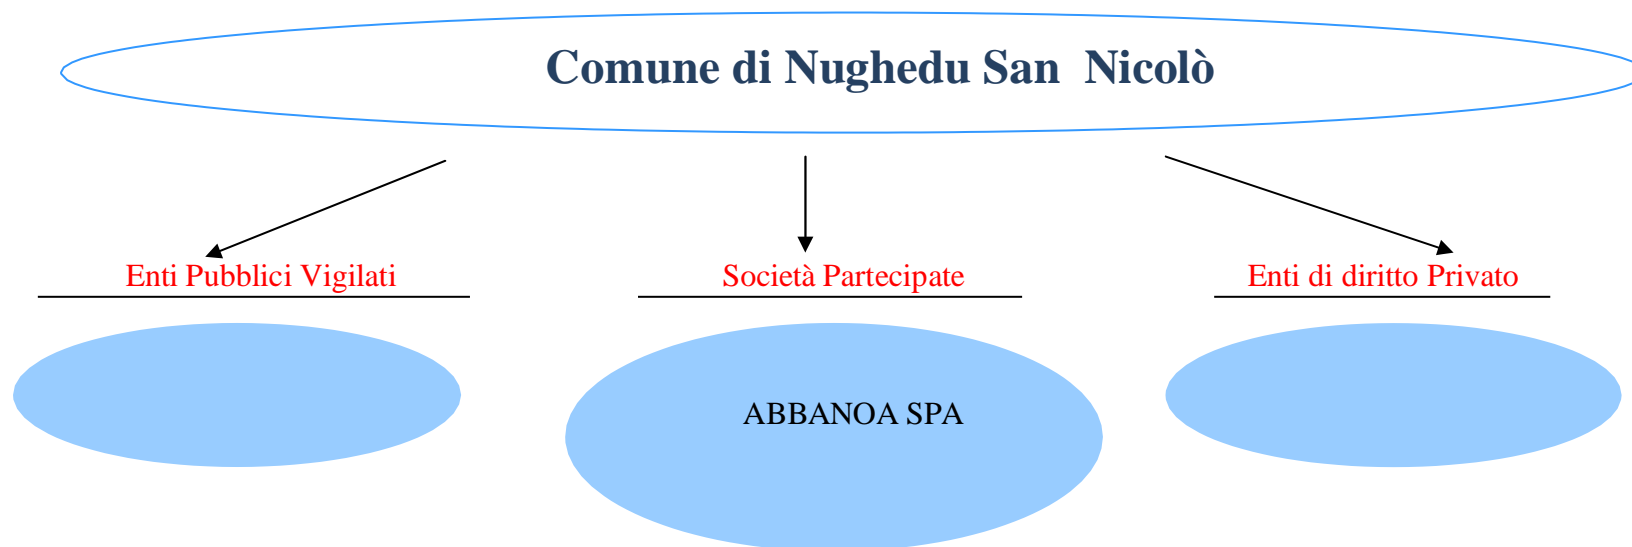 Comune di Nughedu San  Nicolò
Enti Pubblici Vigilati
Società Partecipate
Enti di diritto Privato
ABBANOA SPA